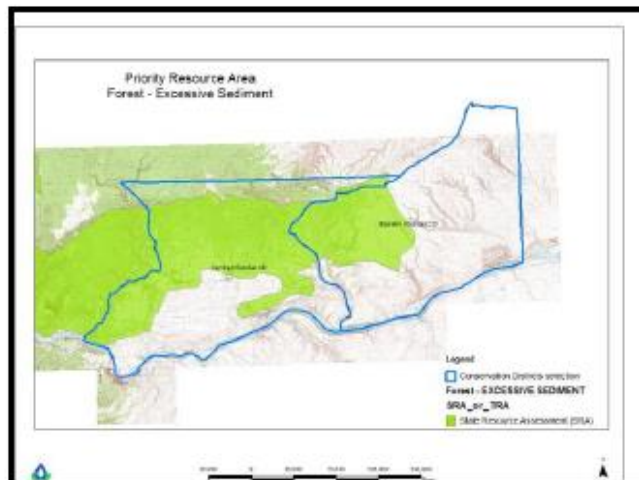 Priority Resource Area
Forest - Excessive Sediment
Legend
Conservation Districts selection
Forest - EXCESSIVE SEDIMENT
SRA_or_TRA
State Resource Assessment (SRA)